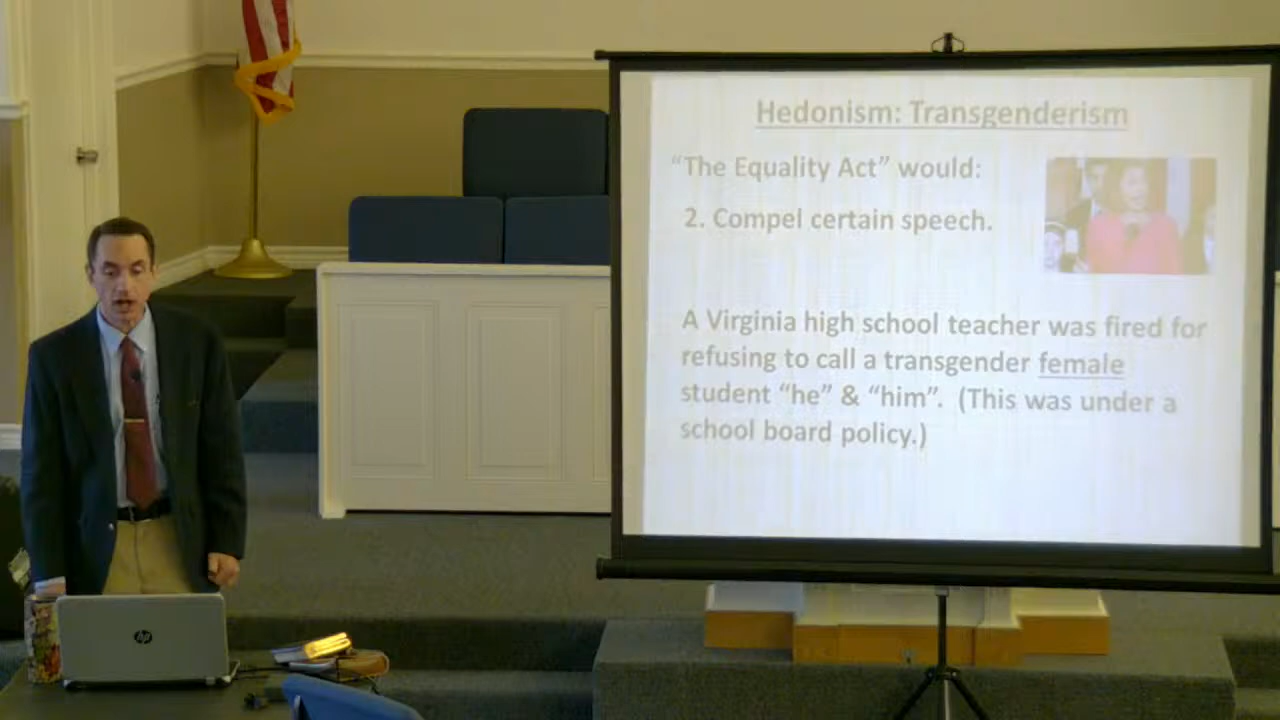 Hedonism: Transgenderism
“The Equality Act” would:
2. Compel certain speech.
A Virginia high school teacher was fired for
refusing to call a transgender female
student “he” & “him”. (This was under a
school board policy.)
hp